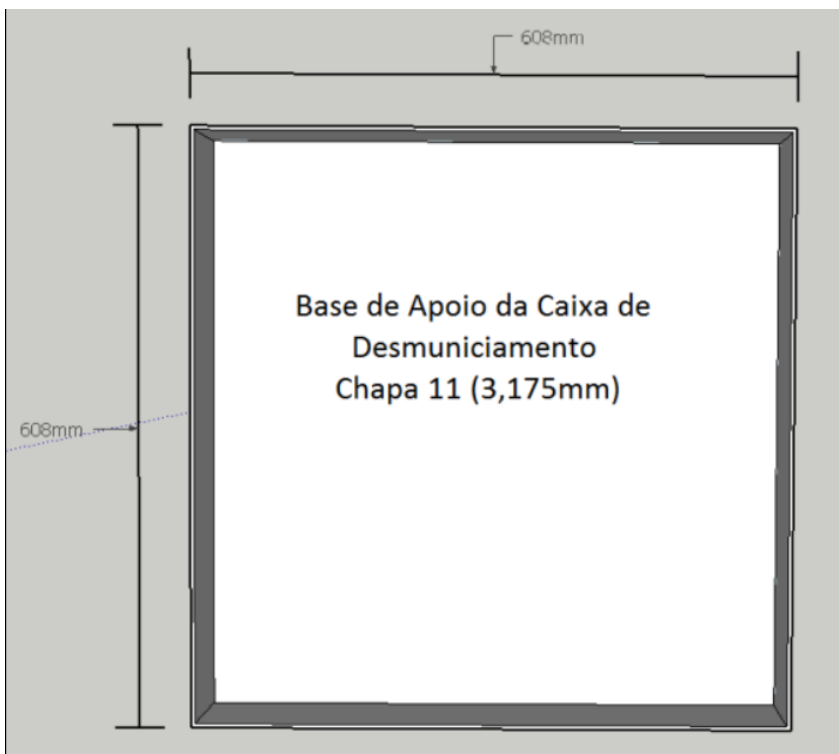 608mm
Base de Apoio da Caixa de
Desmuniciamento
Chapa 11 (3,175mm)
608mm